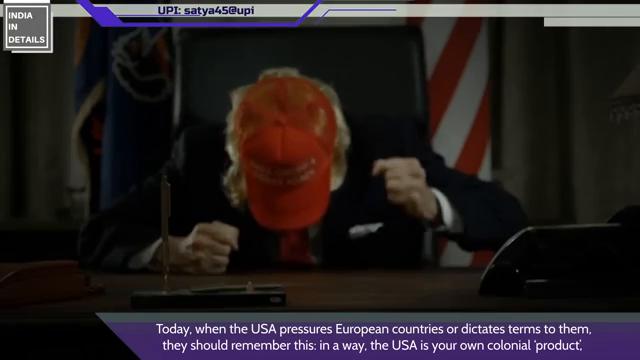 UPI: satya45@upi
INDIA
IN
DETAILS
Today, when the USA pressures European countries or dictates terms to them,
they should remember this: in a way, the USA is your own colonial 'product',